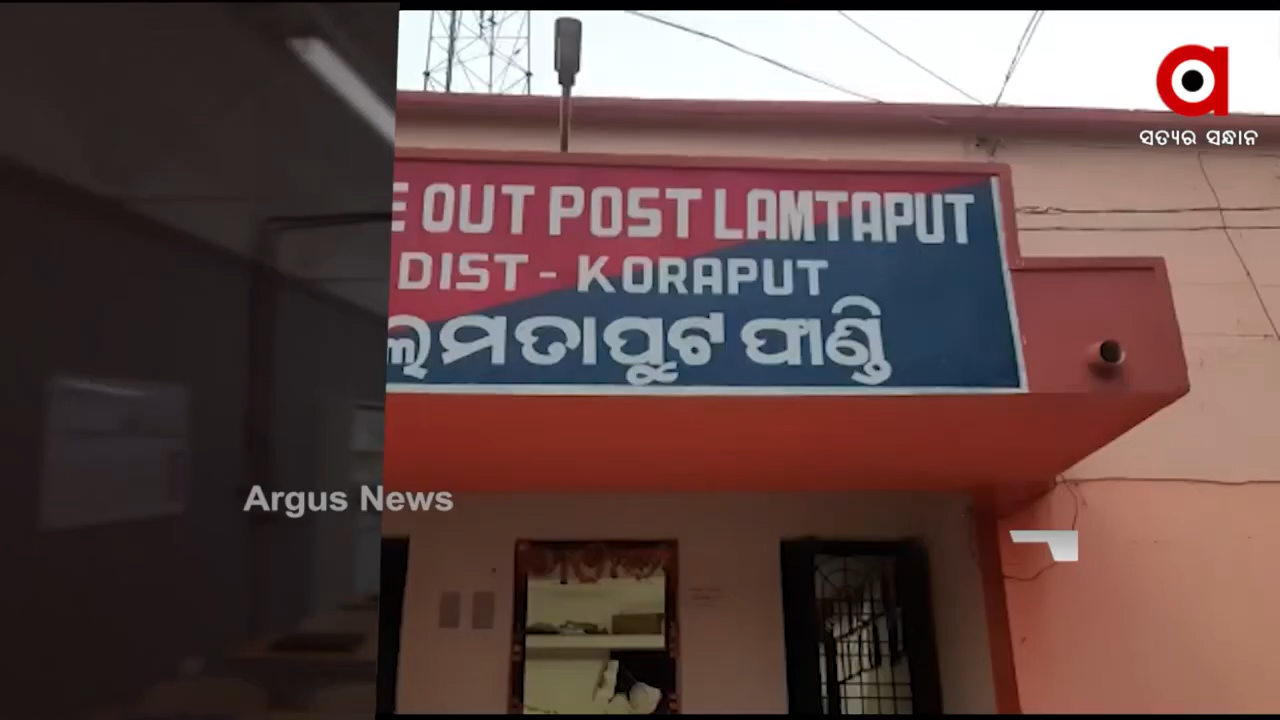 ସତ୍ୟର ସନ୍ଧାନ
E OUT POST LAMTAPUT
DIST - KORAPUT
ଲମତାପୁଟ ଫାଣ୍ଡି
Argus News